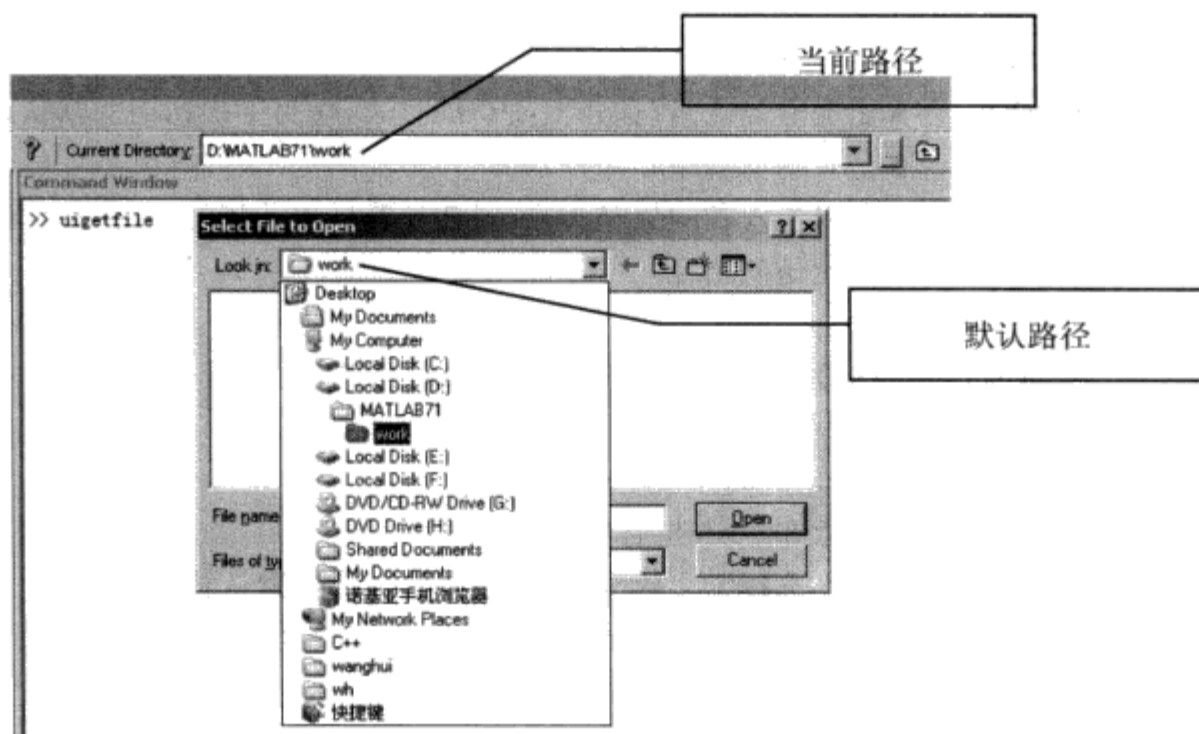 当前路径
? Current Directory: D:\MATLAB71\work ...
Command Window
>> uigetfile
Select File to Open
Look in: work
Desktop
My Documents
My Computer
Local Disk (C:)
Local Disk (D:)
MATLAB71
work
Local Disk (E:)
Local Disk (F:)
DVD/CD-RW Drive (G:)
DVD Drive (H:)
Shared Documents
My Documents
诺基亚手机浏览器
My Network Places
C++
wanghui
wh
快捷键
默认路径
File name
Open
Files of ty
Cancel